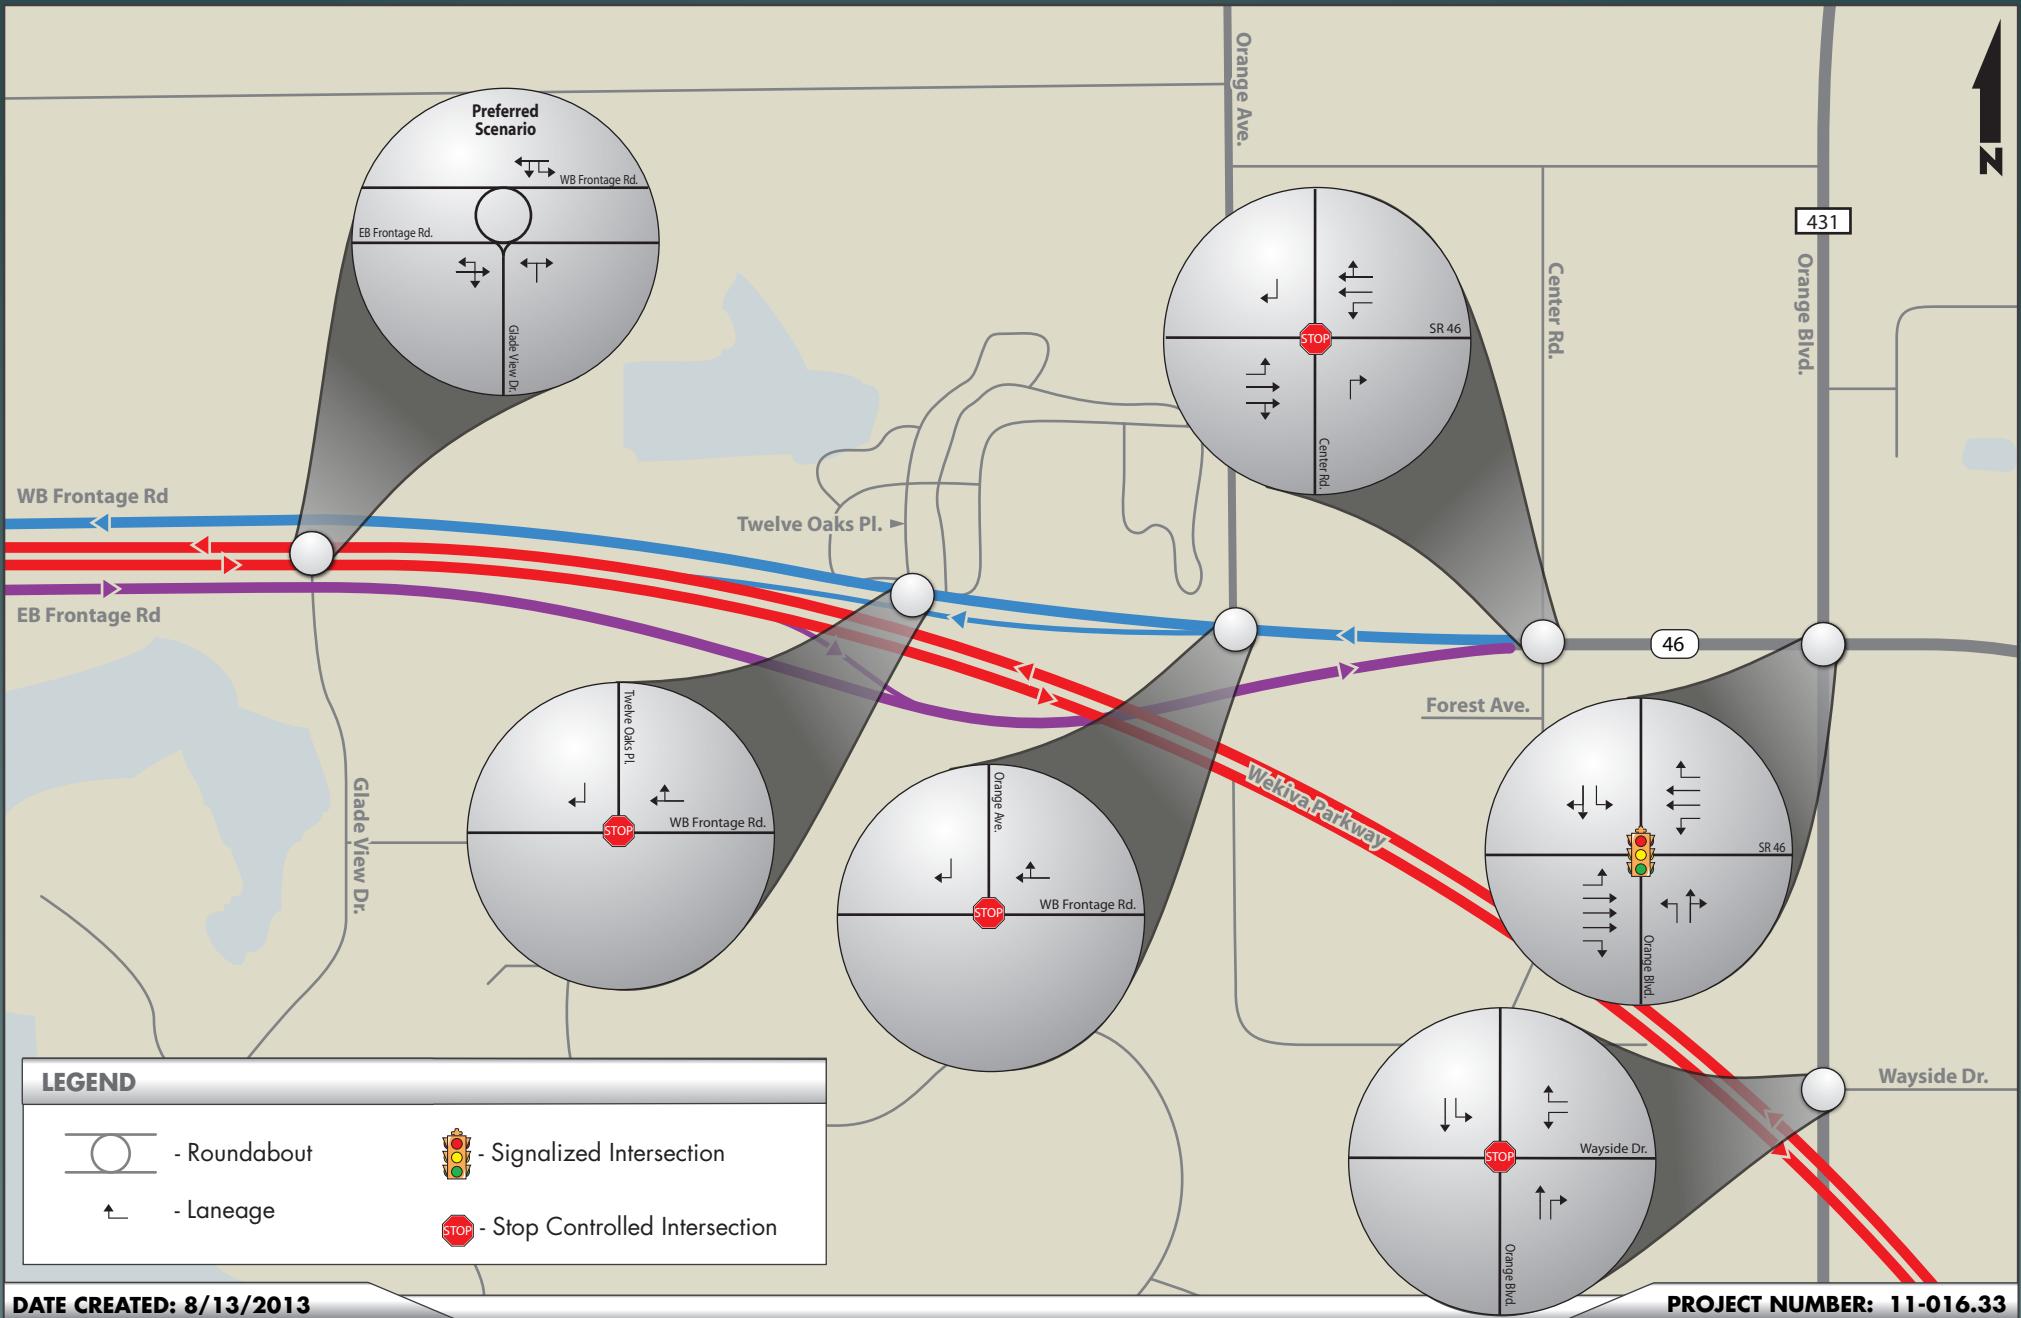 Preferred
Scenario
WB Frontage Rd.
EB Frontage Rd.
Glade View Dr.
Orange Ave.
N
431
Orange Blvd.
Center Rd.
STOP
SR 46
Center Rd.
WB Frontage Rd
EB Frontage Rd
Twelve Oaks Pl.
46
Forest Ave.
Wekiva Parkway
Glade View Dr.
Twelve Oaks Pl.
STOP
WB Frontage Rd.
Orange Ave.
STOP
WB Frontage Rd.
SR 46
Orange Blvd.
STOP
Wayside Dr.
Orange Blvd.
Wayside Dr.
LEGEND
- Roundabout
- Laneage
- Signalized Intersection
STOP
- Stop Controlled Intersection
DATE CREATED: 8/13/2013
PROJECT NUMBER: 11-016.33